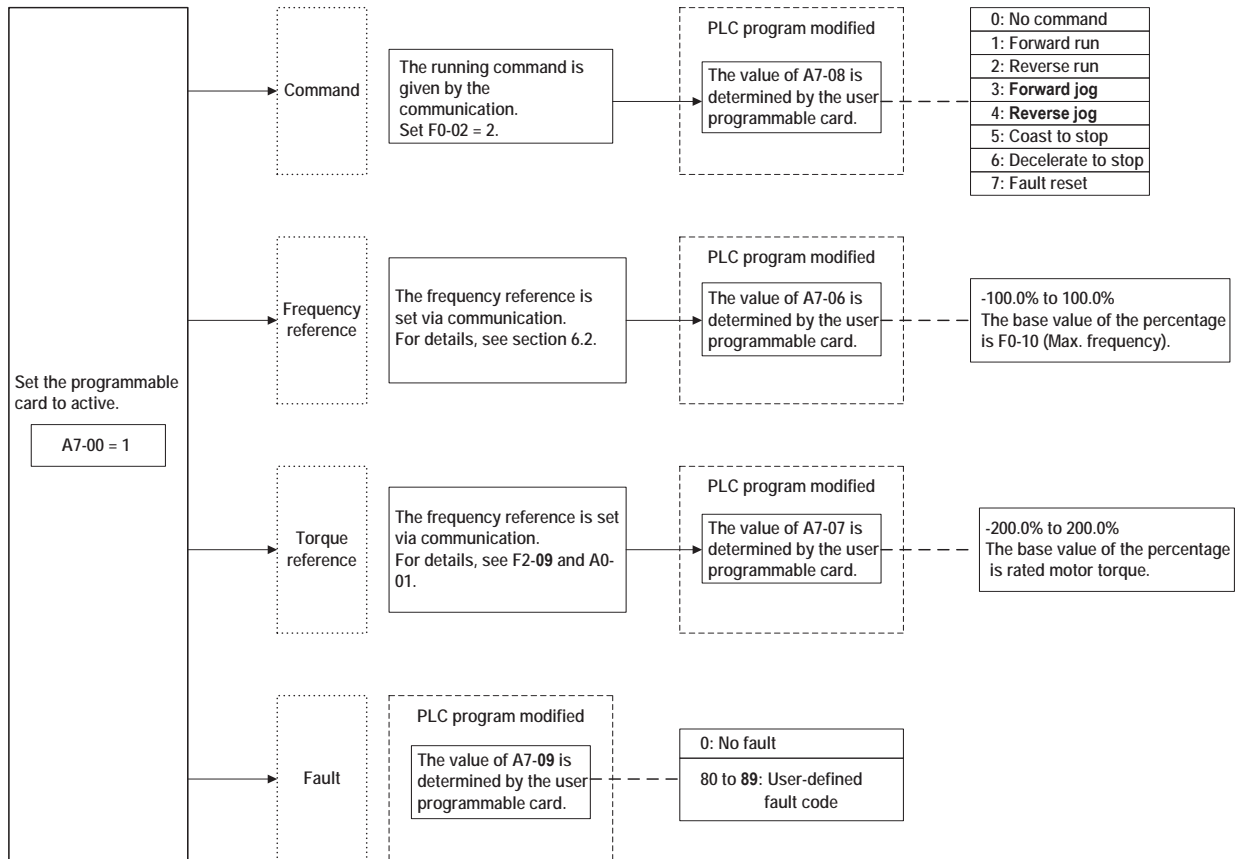 Set the programmable
card to active.
A7-00 = 1
Command
The running command is
given by the
communication.
Set F0-02 = 2.
PLC program modified
The value of A7-08 is
determined by the user
programmable card.
0: No command
1: Forward run
2: Reverse run
3: Forward jog
4: Reverse jog
5: Coast to stop
6: Decelerate to stop
7: Fault reset
Frequency
reference
The frequency reference is
set via communication.
For details, see section 6.2.
PLC program modified
The value of A7-06 is
determined by the user
programmable card.
-100.0% to 100.0%
The base value of the percentage
is F0-10 (Max. frequency).
Torque
reference
The frequency reference is set
via communication.
For details, see F2-09 and A0-
01.
PLC program modified
The value of A7-07 is
determined by the user
programmable card.
-200.0% to 200.0%
The base value of the percentage
is rated motor torque.
Fault
PLC program modified
The value of A7-09 is
determined by the user
programmable card.
0: No fault
80 to 89: User-defined
fault code